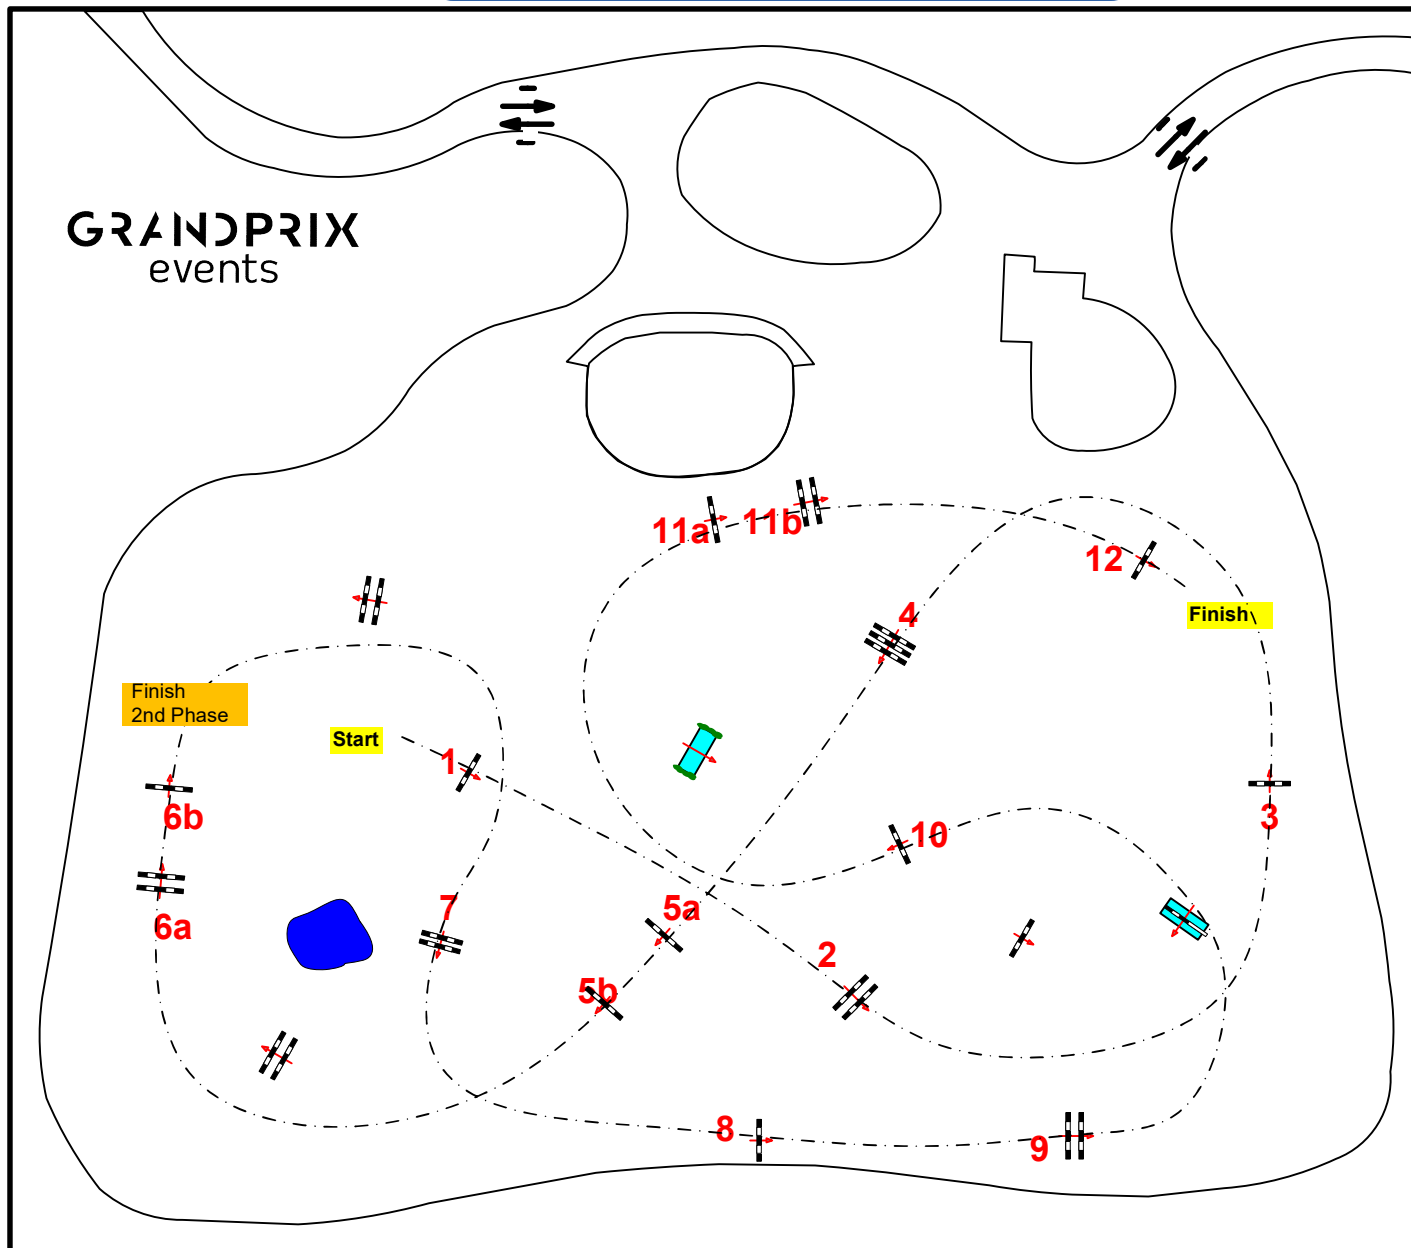 GRANDPRIX
events
11a
11b
12
4
Finish
Finish
2nd Phase
Start
1
6b
3
10
6a
7
5a
2
5b
8
9